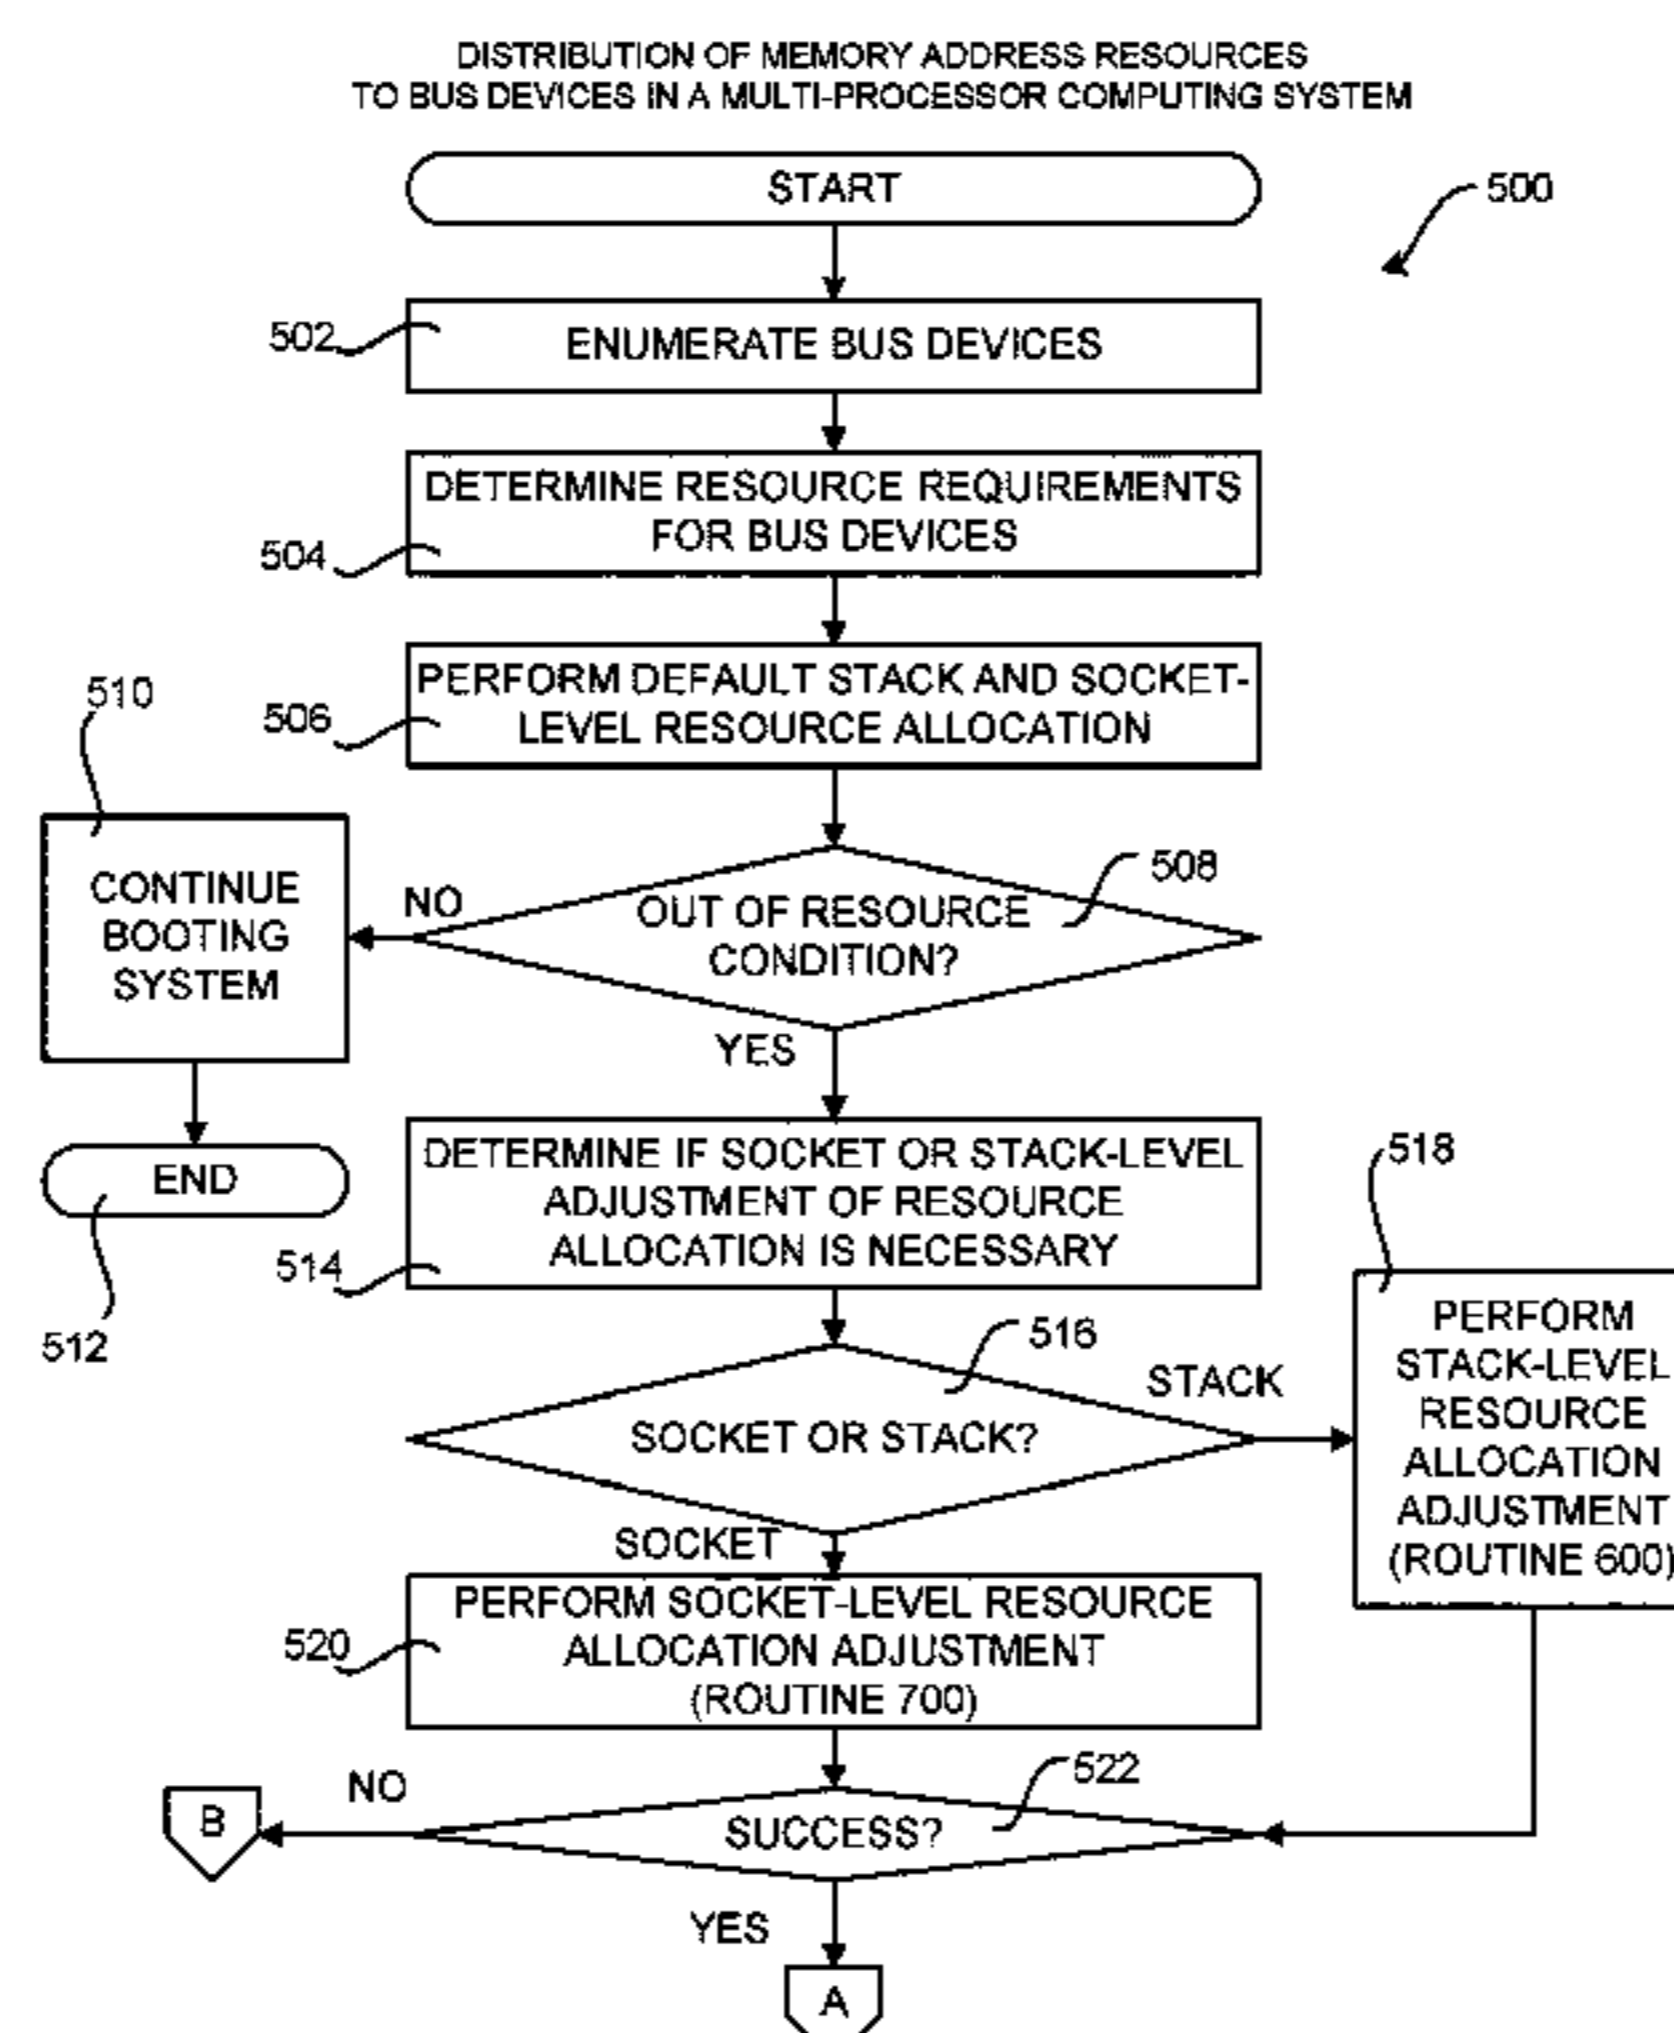 DISTRIBUTION OF MEMORY ADDRESS RESOURCES
TO BUS DEVICES IN A MULTI-PROCESSOR COMPUTING SYSTEM
START
500
502
ENUMERATE BUS DEVICES
DETERMINE RESOURCE REQUIREMENTS
FOR BUS DEVICES
504
PERFORM DEFAULT STACK AND SOCKET-
LEVEL RESOURCE ALLOCATION
506
510
CONTINUE
BOOTING
SYSTEM
NO
OUT OF RESOURCE
CONDITION?
508
YES
END
512
DETERMINE IF SOCKET OR STACK-LEVEL
ADJUSTMENT OF RESOURCE
ALLOCATION IS NECESSARY
514
516
SOCKET OR STACK?
STACK
518
PERFORM
STACK-LEVEL
RESOURCE
ALLOCATION
ADJUSTMENT
(ROUTINE 600)
SOCKET
PERFORM SOCKET-LEVEL RESOURCE
ALLOCATION ADJUSTMENT
(ROUTINE 700)
520
522
SUCCESS?
NO
B
YES
A